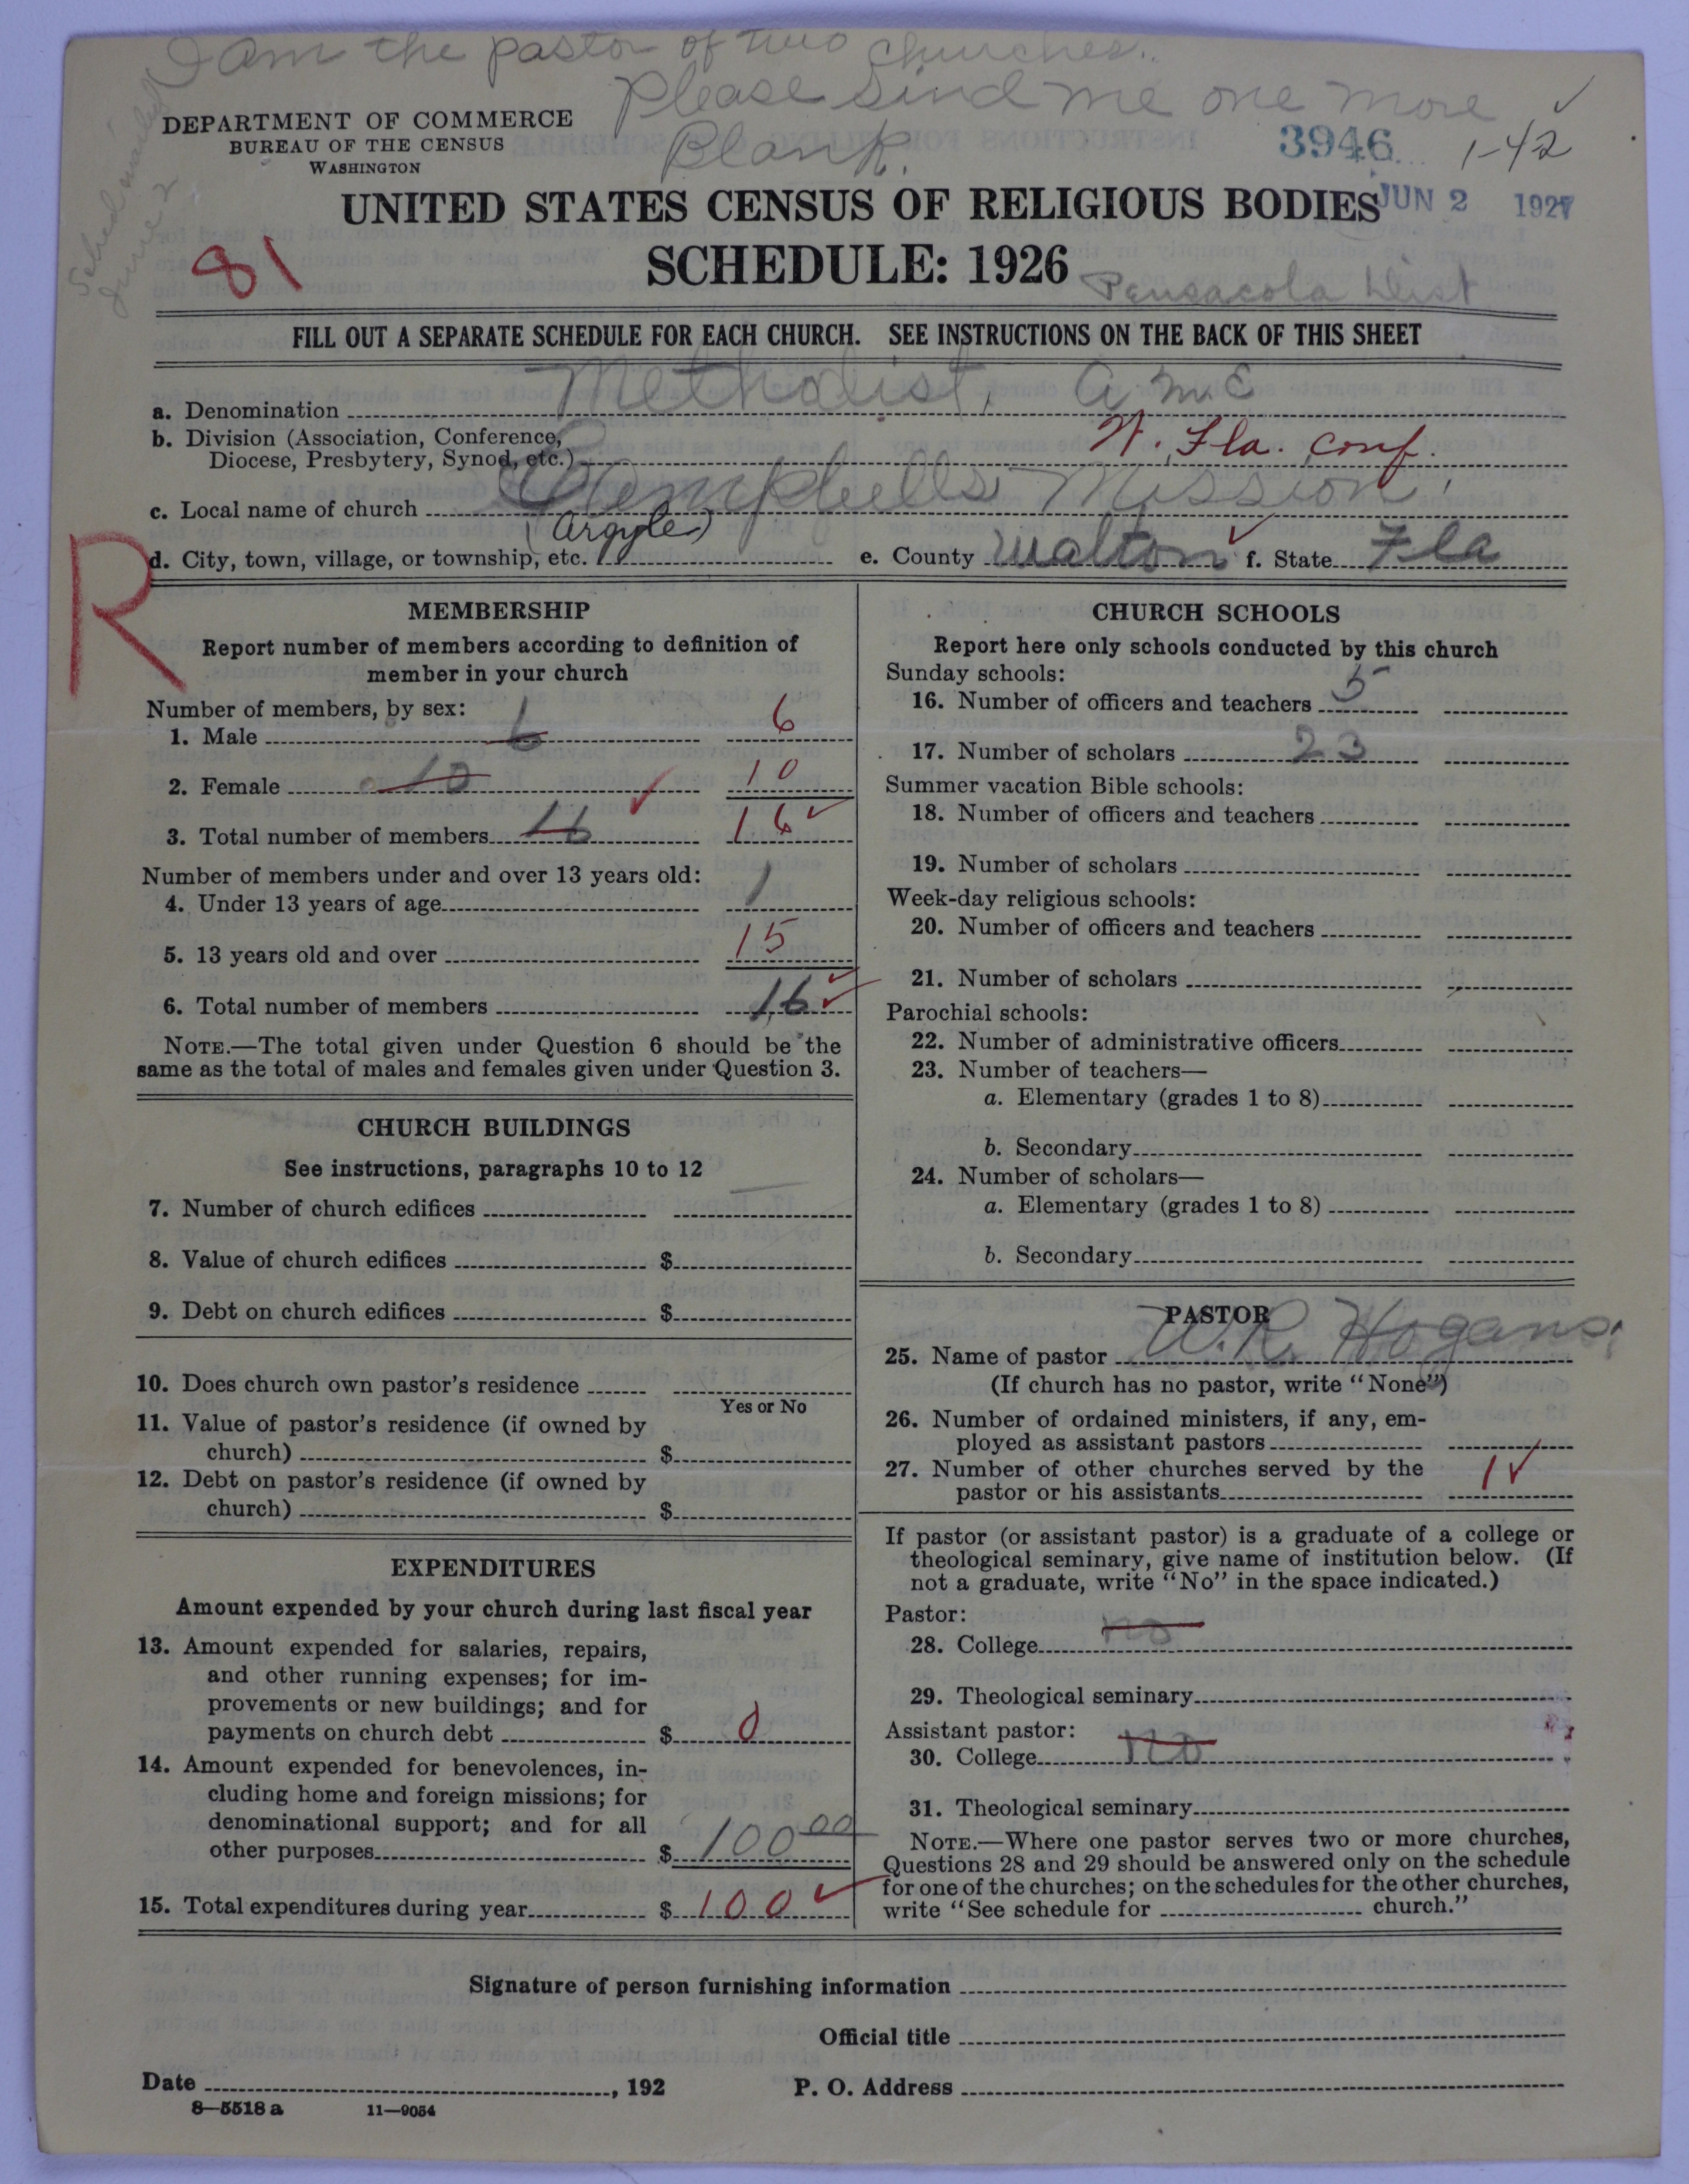 I am the pastor of two churches.
Please Sind me one more
Blank.
Sched mailed
June 2
DEPARTMENT OF COMMERCE
BUREAU OF THE CENSUS
WASHINGTON
3946
1-42
UNITED STATES CENSUS OF RELIGIOUS BODIES
JUN 2 1927
81
SCHEDULE: 1926
Pensacola Dist
FILL OUT A SEPARATE SCHEDULE FOR EACH CHURCH. SEE INSTRUCTIONS ON THE BACK OF THIS SHEET
a. Denomination Methodist, A M E
b. Division (Association, Conference,
Diocese, Presbytery, Synod, etc.) W. Fla. Conf.
c. Local name of church Cempbells Mission,
R
d. City, town, village, or township, etc. (Argyle) e. County Walton f. State Fla
MEMBERSHIP
Report number of members according to definition of
member in your church
Number of members, by sex:
1. Male 6 6
2. Female 10 10
3. Total number of members 16 16
Number of members under and over 13 years old:
4. Under 13 years of age 1
5. 13 years old and over 15
6. Total number of members 16
NOTE.—The total given under Question 6 should be the
same as the total of males and females given under Question 3.
CHURCH BUILDINGS
See instructions, paragraphs 10 to 12
7. Number of church edifices
8. Value of church edifices $
9. Debt on church edifices $
10. Does church own pastor's residence
Yes or No
11. Value of pastor's residence (if owned by
church) $
12. Debt on pastor's residence (if owned by
church) $
EXPENDITURES
Amount expended by your church during last fiscal year
13. Amount expended for salaries, repairs,
and other running expenses; for im-
provements or new buildings; and for
payments on church debt $ 0
14. Amount expended for benevolences, in-
cluding home and foreign missions; for
denominational support; and for all
other purposes $ 100 00
15. Total expenditures during year $ 100
CHURCH SCHOOLS
Report here only schools conducted by this church
Sunday schools:
16. Number of officers and teachers 5
17. Number of scholars 23
Summer vacation Bible schools:
18. Number of officers and teachers
19. Number of scholars
Week-day religious schools:
20. Number of officers and teachers
21. Number of scholars
Parochial schools:
22. Number of administrative officers
23. Number of teachers—
a. Elementary (grades 1 to 8)
b. Secondary
24. Number of scholars—
a. Elementary (grades 1 to 8)
b. Secondary
PASTOR
25. Name of pastor W. R. Hogans,
(If church has no pastor, write "None")
26. Number of ordained ministers, if any, em-
ployed as assistant pastors
27. Number of other churches served by the
pastor or his assistants 1
If pastor (or assistant pastor) is a graduate of a college or
theological seminary, give name of institution below. (If
not a graduate, write "No" in the space indicated.)
Pastor:
28. College no
29. Theological seminary
Assistant pastor:
30. College no
31. Theological seminary
NOTE.—Where one pastor serves two or more churches,
Questions 28 and 29 should be answered only on the schedule
for one of the churches; on the schedules for the other churches,
write "See schedule for church."
Signature of person furnishing information
Official title
Date , 192
P. O. Address
8—5518 a 11—9054